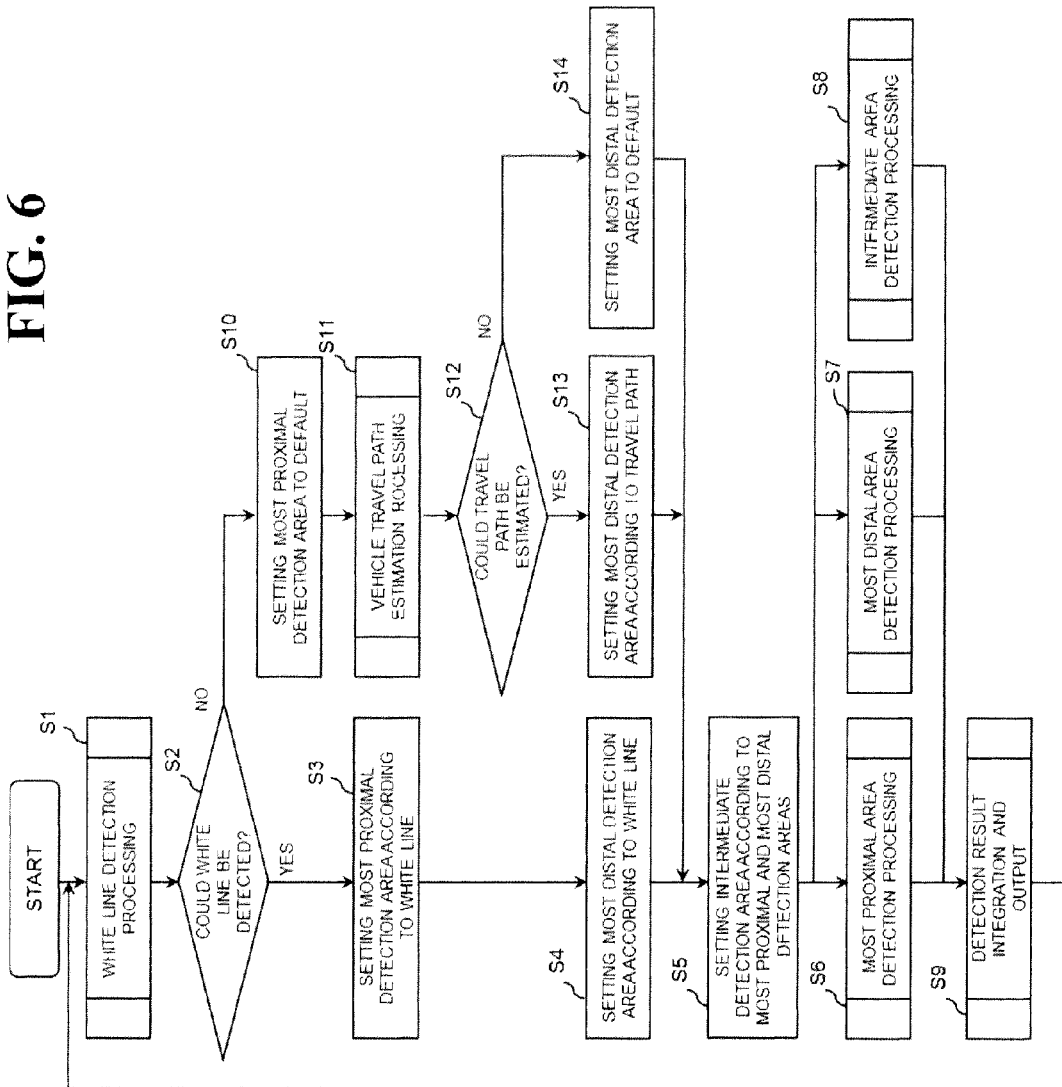 FIG. 6
START
S1
WHITE LINE DETECTION
PROCESSING
S2
COULD WHITE
LINE BE
DETECTED?
NO
YES
S3
SETTING MOST PROXIMAL
DETECTION AREA ACCORDING
TO WHITE LINE
S4
SETTING MOST DISTAL DETECTION
AREA ACCORDING TO WHITE LINE
S10
SETTING MOST PROXIMAL
DETECTION AREA TO DEFAULT
S11
VEHICLE TRAVEL PATH
ESTIMATION ROCESSING
S12
COULD TRAVEL
PATH BE
ESTIMATED?
NO
YES
S13
SETTING MOST DISTAL DETECTION
AREA ACCORDING TO TRAVEL PATH
S14
SETTING MOST DISTAL DETECTION
AREA TO DEFAULT
S5
SETTING INTERMEDIATE
DETECTION AREA ACCORDING TO
MOST PROXIMAL AND MOST DISTAL
DETECTION AREAS
S6
MOST PROXIMAL AREA
DETECTION PROCESSING
S7
MOST DISTAL AREA
DETECTION PROCESSING
S8
INTERMEDIATE AREA
DETECTION PROCESSING
S9
DETECTION RESULT
INTEGRATION AND
OUTPUT